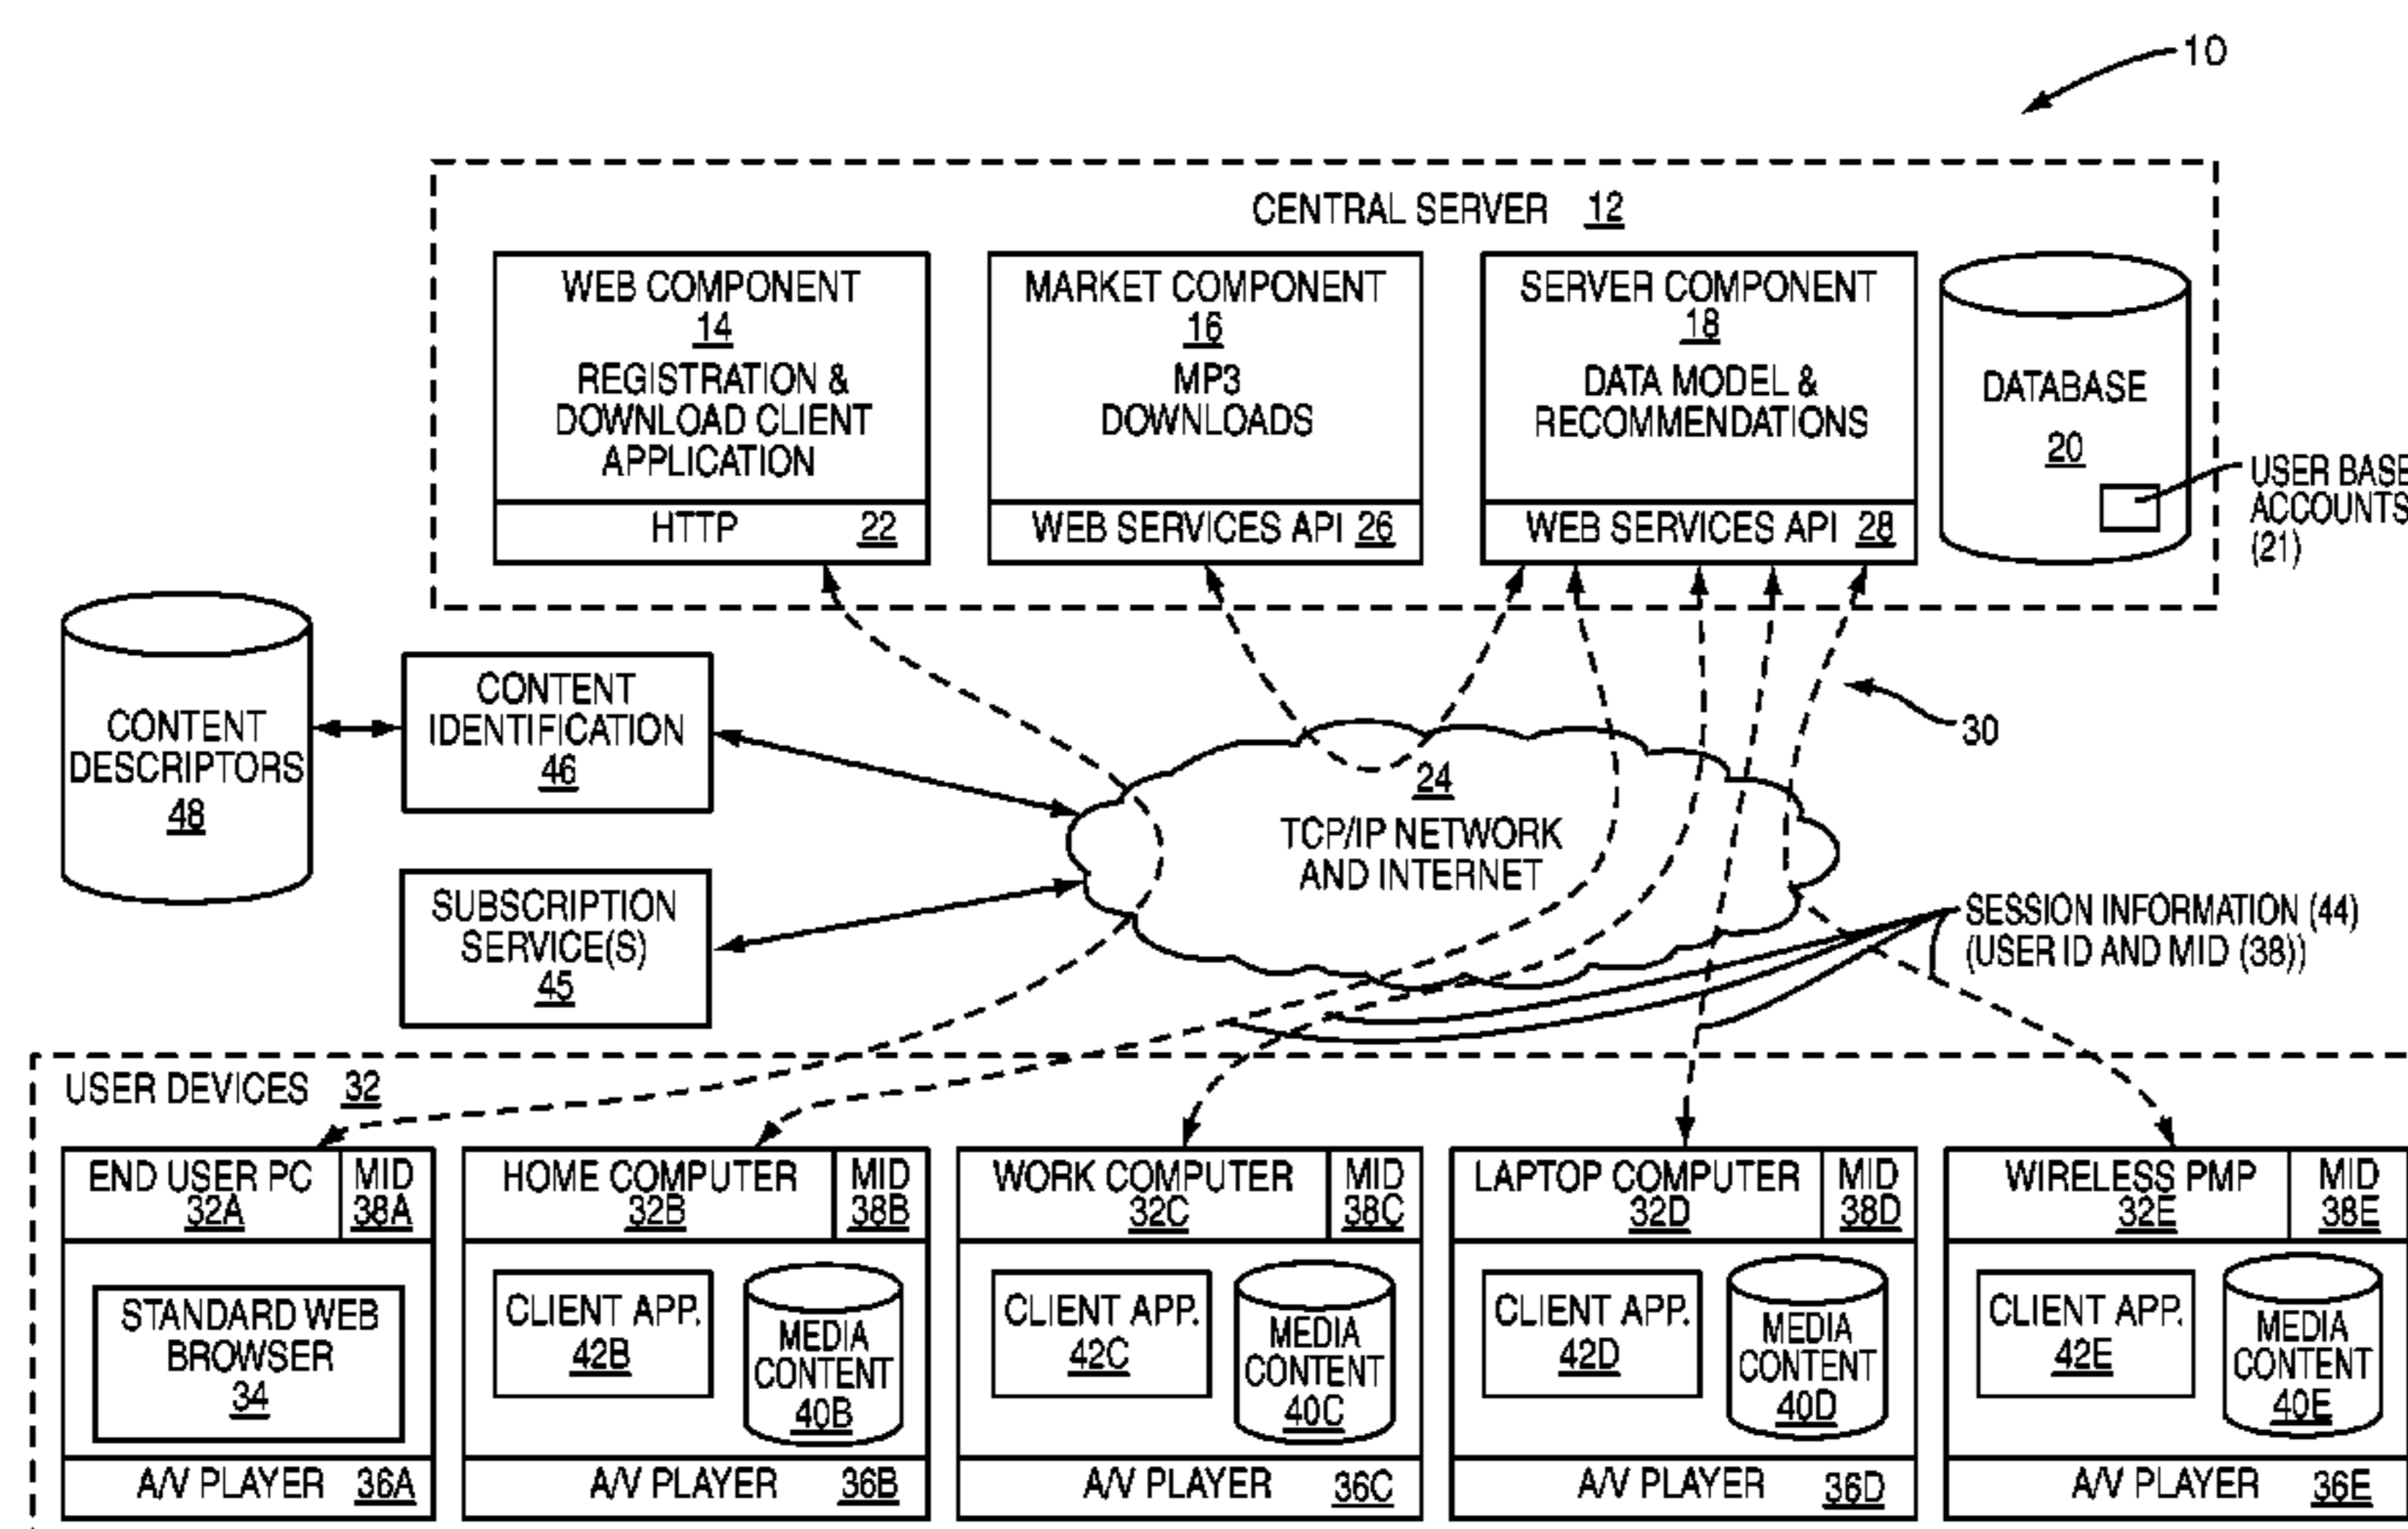 10
CENTRAL SERVER 12
WEB COMPONENT
14
REGISTRATION &
DOWNLOAD CLIENT
APPLICATION
HTTP 22
MARKET COMPONENT
16
MP3
DOWNLOADS
WEB SERVICES API 26
SERVER COMPONENT
18
DATA MODEL &
RECOMMENDATIONS
WEB SERVICES API 28
DATABASE
20
USER BASE
ACCOUNTS
(21)
CONTENT
DESCRIPTORS
48
CONTENT
IDENTIFICATION
46
SUBSCRIPTION
SERVICE(S)
45
24
TCP/IP NETWORK
AND INTERNET
30
SESSION INFORMATION (44)
(USER ID AND MID (38))
USER DEVICES 32
END USER PC
32A
MID
38A
STANDARD WEB
BROWSER
34
A/V PLAYER 36A
HOME COMPUTER
32B
MID
38B
CLIENT APP.
42B
MEDIA
CONTENT
40B
A/V PLAYER 36B
WORK COMPUTER
32C
MID
38C
CLIENT APP.
42C
MEDIA
CONTENT
40C
A/V PLAYER 36C
LAPTOP COMPUTER
32D
MID
38D
CLIENT APP.
42D
MEDIA
CONTENT
40D
A/V PLAYER 36D
WIRELESS PMP
32E
MID
38E
CLIENT APP.
42E
MEDIA
CONTENT
40E
A/V PLAYER 36E